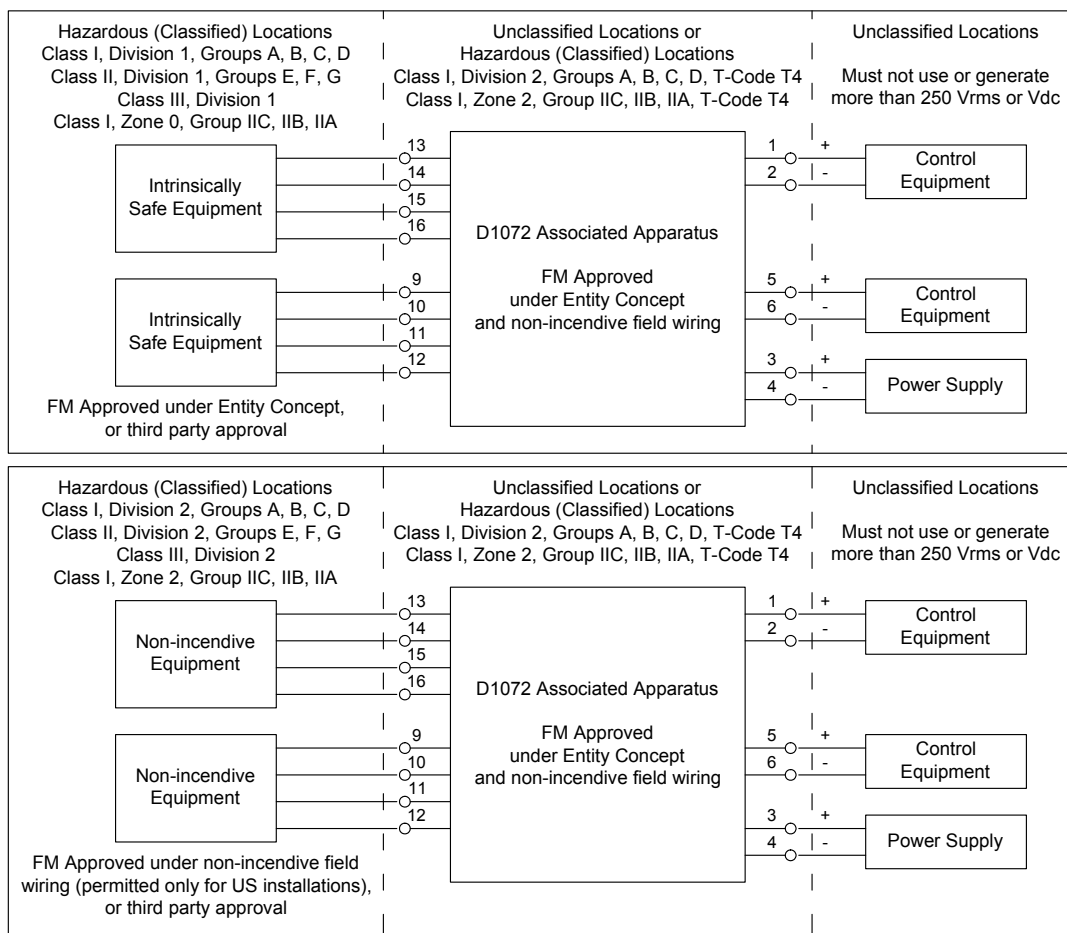 Hazardous (Classified) Locations
Class I, Division 1, Groups A, B, C, D
Class II, Division 1, Groups E, F, G
Class III, Division 1
Class I, Zone 0, Group IIC, IIB, IIA
Unclassified Locations or
Hazardous (Classified) Locations
Class I, Division 2, Groups A, B, C, D, T-Code T4
Class I, Zone 2, Group IIC, IIB, IIA, T-Code T4
Unclassified Locations
Must not use or generate
more than 250 Vrms or Vdc
Intrinsically
Safe Equipment
13
14
15
16
Intrinsically
Safe Equipment
9
10
11
12
FM Approved under Entity Concept,
or third party approval
D1072 Associated Apparatus
FM Approved
under Entity Concept
and non-incendive field wiring
1 +
2 -
Control
Equipment
5 +
6 -
Control
Equipment
3 +
4 -
Power Supply
Hazardous (Classified) Locations
Class I, Division 2, Groups A, B, C, D
Class II, Division 2, Groups E, F, G
Class III, Division 2
Class I, Zone 2, Group IIC, IIB, IIA
Unclassified Locations or
Hazardous (Classified) Locations
Class I, Division 2, Groups A, B, C, D, T-Code T4
Class I, Zone 2, Group IIC, IIB, IIA, T-Code T4
Unclassified Locations
Must not use or generate
more than 250 Vrms or Vdc
Non-incendive
Equipment
13
14
15
16
Non-incendive
Equipment
9
10
11
12
FM Approved under non-incendive field
wiring (permitted only for US installations),
or third party approval
D1072 Associated Apparatus
FM Approved
under Entity Concept
and non-incendive field wiring
1 +
2 -
Control
Equipment
5 +
6 -
Control
Equipment
3 +
4 -
Power Supply